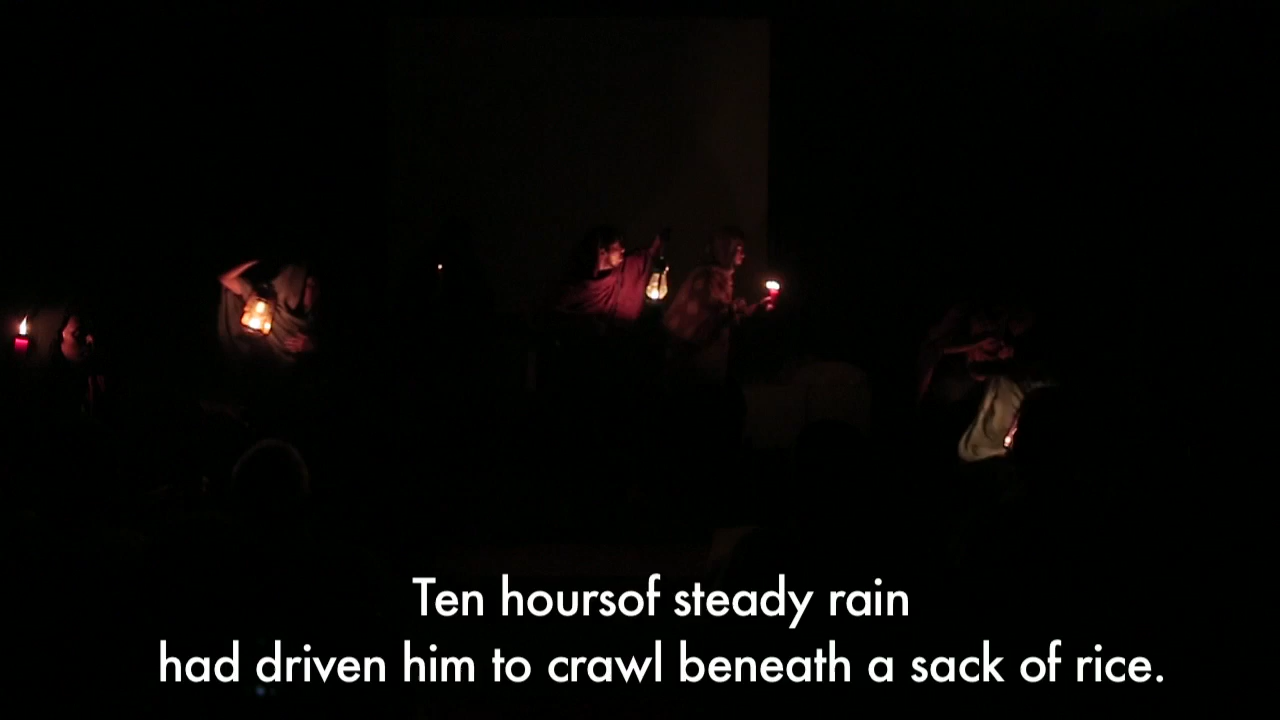 Ten hoursof steady rain
had driven him to crawl beneath a sack of rice.